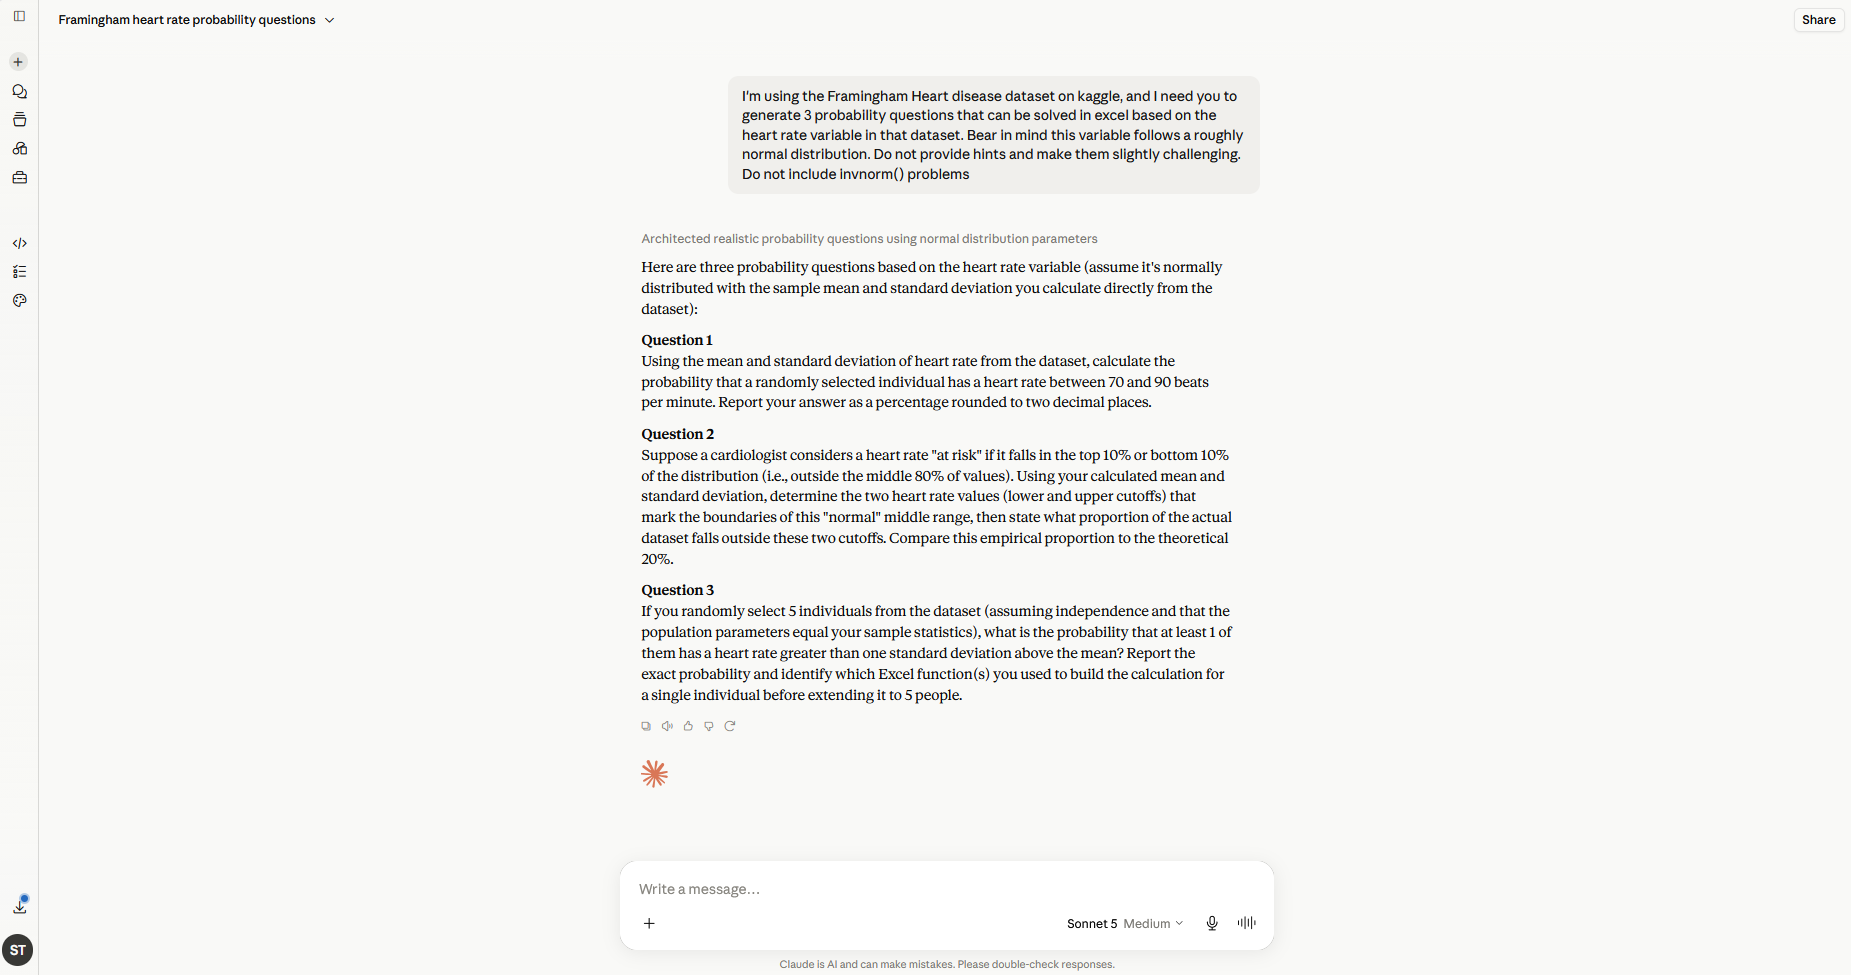 Framingham heart rate probability questions
Share
I'm using the Framingham Heart disease dataset on kaggle, and I need you to
generate 3 probability questions that can be solved in excel based on the
heart rate variable in that dataset. Bear in mind this variable follows a roughly
normal distribution. Do not provide hints and make them slightly challenging.
Do not include invnorm() problems
Architected realistic probability questions using normal distribution parameters
Here are three probability questions based on the heart rate variable (assume it's normally
distributed with the sample mean and standard deviation you calculate directly from the
dataset):
Question 1
Using the mean and standard deviation of heart rate from the dataset, calculate the
probability that a randomly selected individual has a heart rate between 70 and 90 beats
per minute. Report your answer as a percentage rounded to two decimal places.
Question 2
Suppose a cardiologist considers a heart rate "at risk" if it falls in the top 10% or bottom 10%
of the distribution (i.e., outside the middle 80% of values). Using your calculated mean and
standard deviation, determine the two heart rate values (lower and upper cutoffs) that
mark the boundaries of this "normal" middle range, then state what proportion of the actual
dataset falls outside these two cutoffs. Compare this empirical proportion to the theoretical
20%.
Question 3
If you randomly select 5 individuals from the dataset (assuming independence and that the
population parameters equal your sample statistics), what is the probability that at least 1 of
them has a heart rate greater than one standard deviation above the mean? Report the
exact probability and identify which Excel function(s) you used to build the calculation for
a single individual before extending it to 5 people.
Write a message...
Sonnet 5 Medium
ST
Claude is AI and can make mistakes. Please double-check responses.